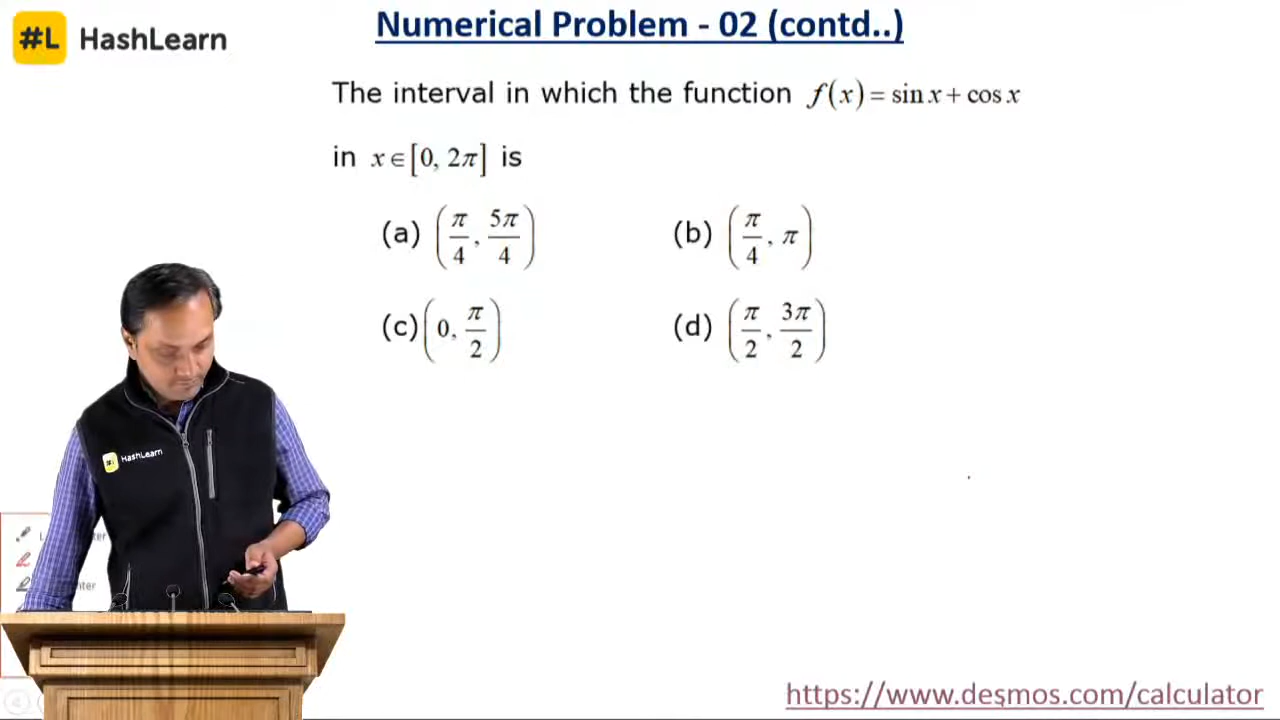 #L HashLearn
Numerical Problem - 02 (contd..)
The interval in which the function f(x) = sin x + cos x
in x ∈ [0, 2π] is
(a) (π/4, 5π/4) (b) (π/4, π)
(c) (0, π/2) (d) (π/2, 3π/2)
#L HashLearn
https://www.desmos.com/calculator